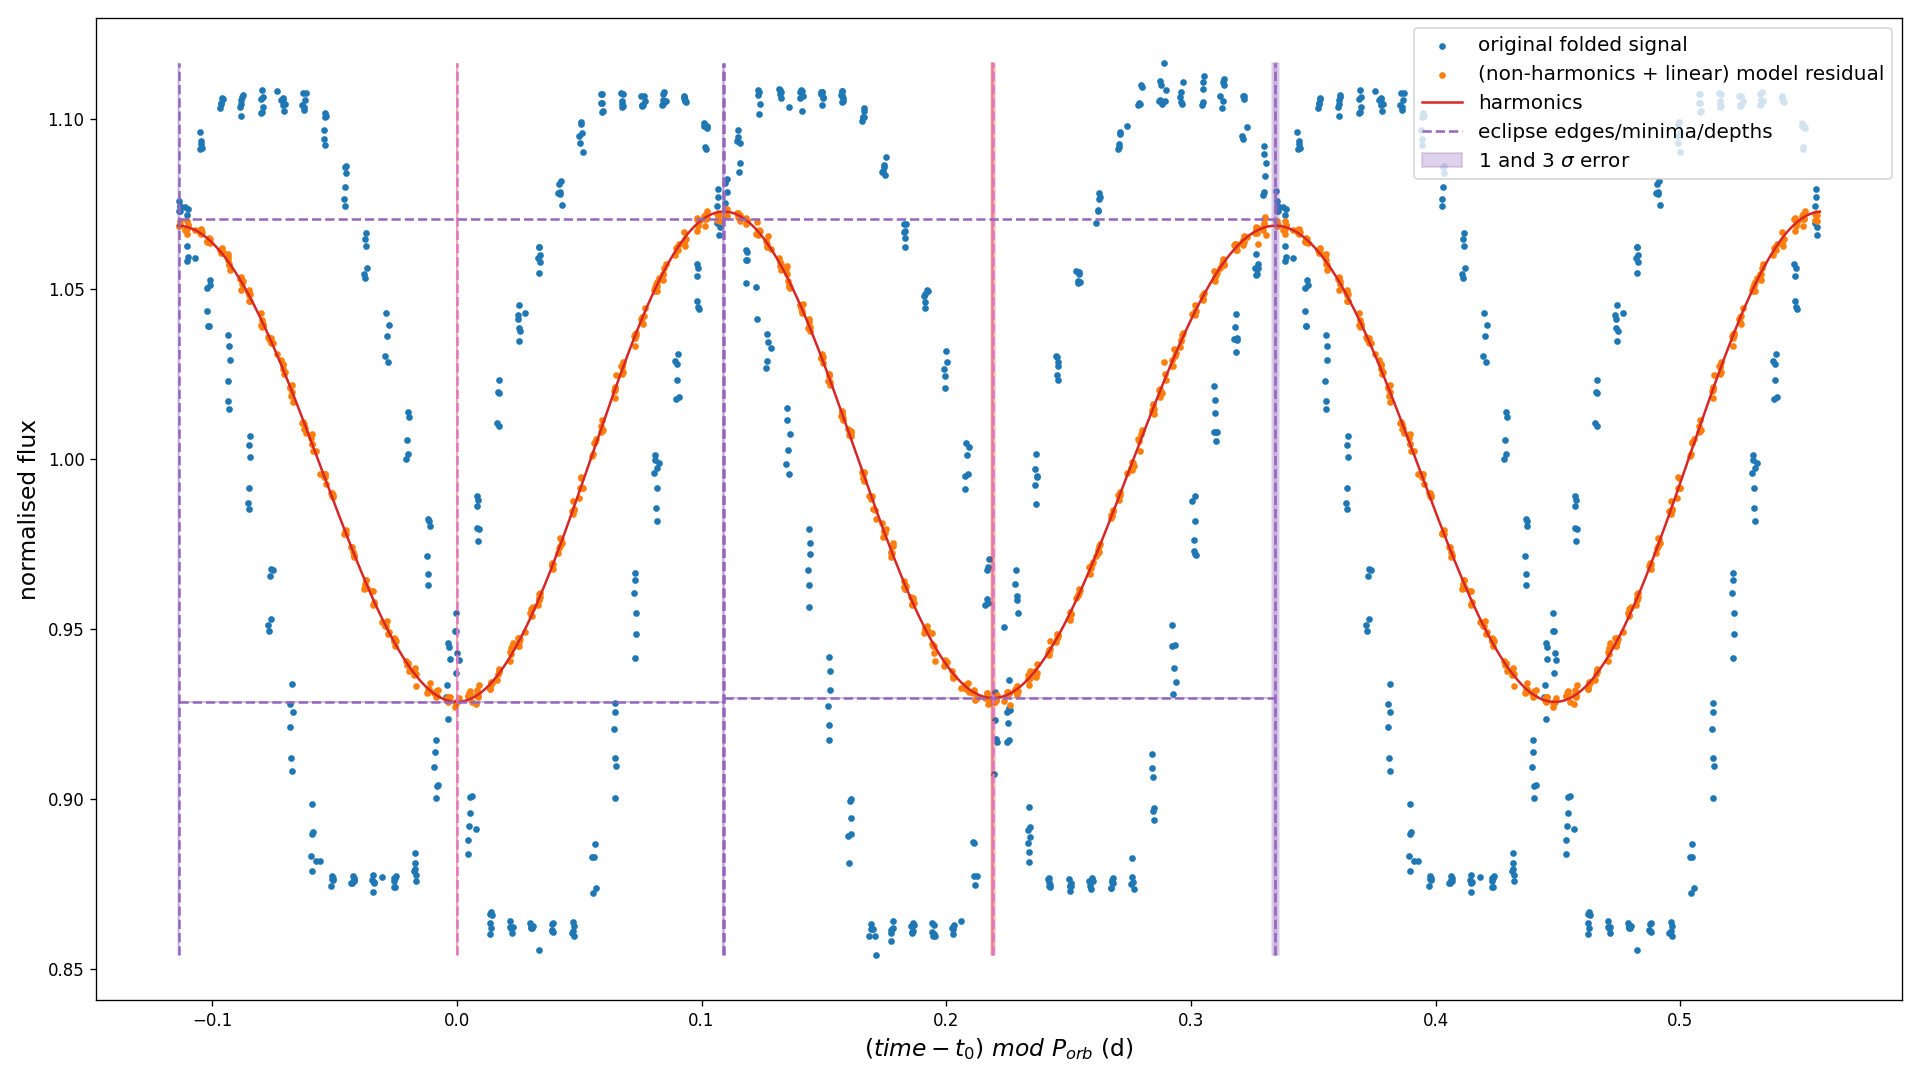 original folded signal
(non-harmonics + linear) model residual
harmonics
eclipse edges/minima/depths
1 and 3 σ error
normalised flux
1.10
1.05
1.00
0.95
0.90
0.85
−0.1 0.0 0.1 0.2 0.3 0.4 0.5
(time − t₀) mod Pₒᵣb (d)